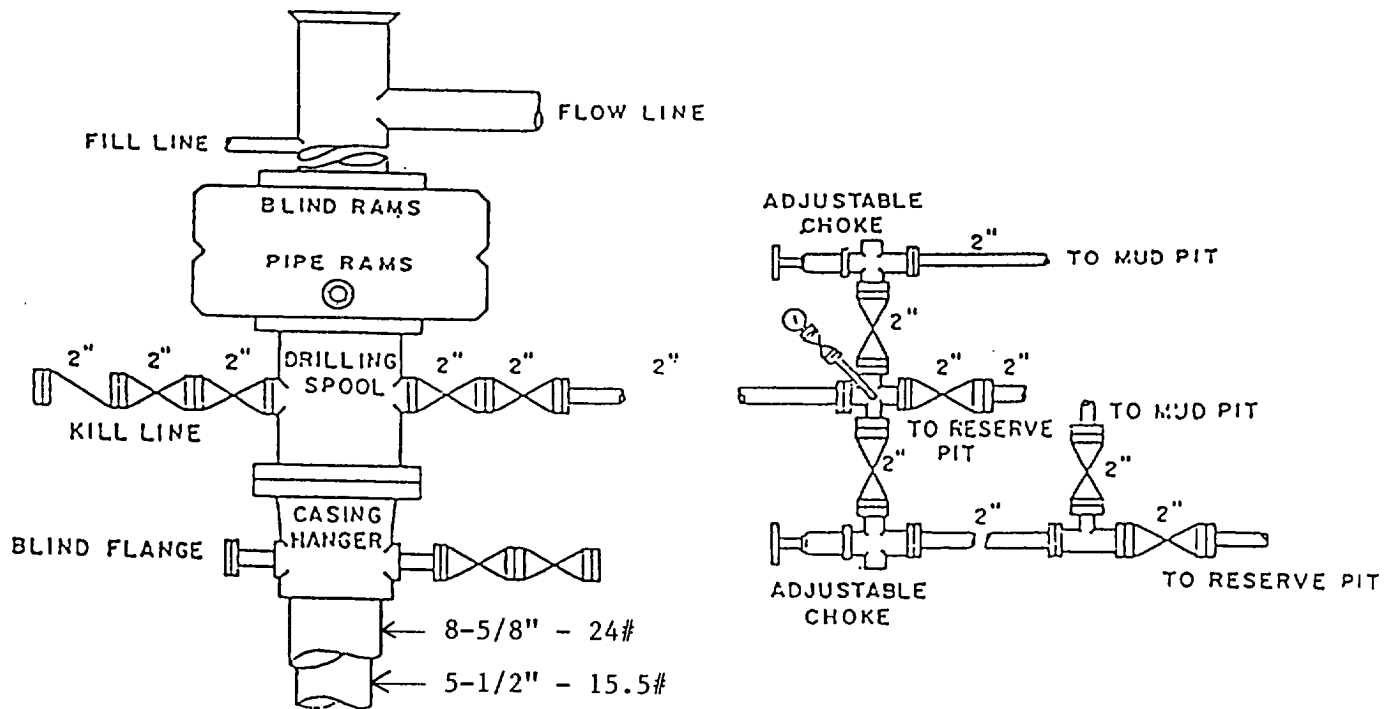 FLOW LINE
FILL LINE
BLIND RAMS
PIPE RAMS
2" 2" 2"
DRILLING
SPOOL
2" 2"
2"
KILL LINE
CASING
HANGER
BLIND FLANGE
8-5/8" - 24#
5-1/2" - 15.5#
ADJUSTABLE
CHOKE
2"
TO MUD PIT
2"
2" 2"
TO RESERVE
PIT
TO MUD PIT
2"
2"
2"
2"
TO RESERVE PIT
ADJUSTABLE
CHOKE